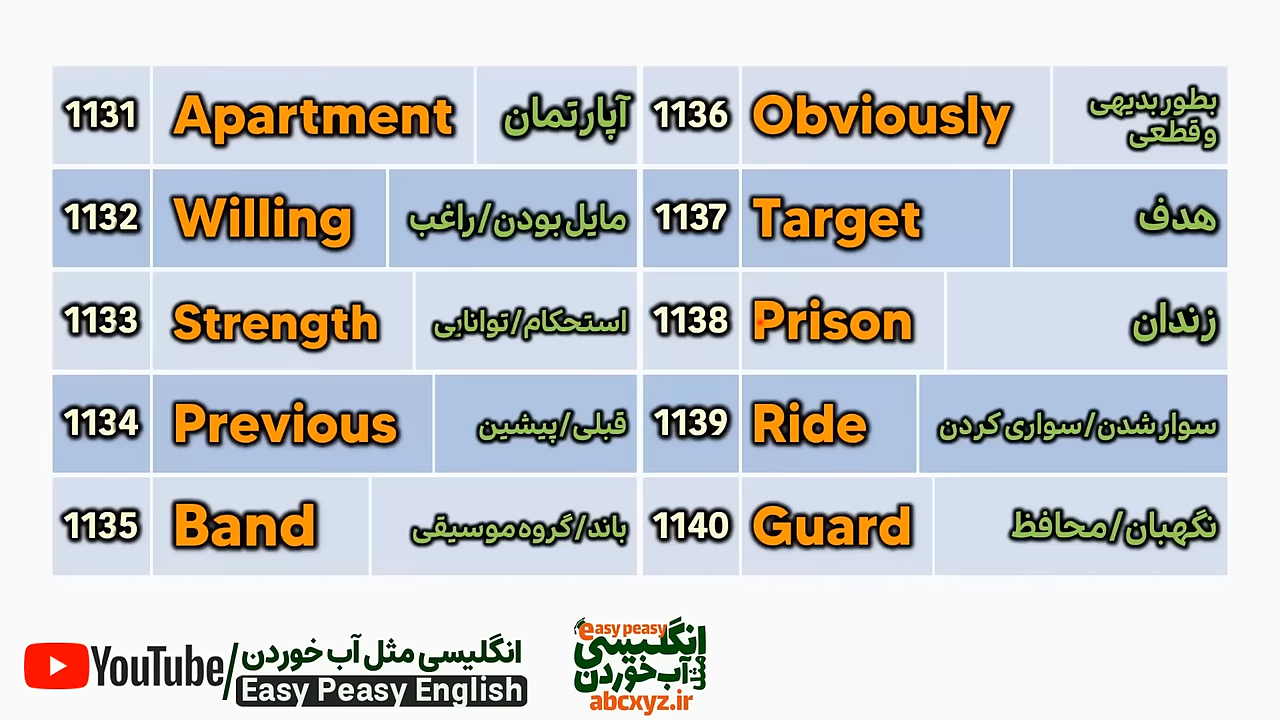 1131 Apartment آپارتمان
1132 Willing مایل بودن/راغب
1133 Strength استحکام/توانایی
1134 Previous قبلی/پیشین
1135 Band باند/گروه موسیقی
1136 Obviously بطور بدیهی
و قطعی
1137 Target هدف
1138 Prison زندان
1139 Ride سوار شدن/سواری کردن
1140 Guard نگهبان/محافظ
YouTube/انگلیسی مثل آب خوردن
Easy Peasy English
easy peasy
انگلیسی
مثل آب خوردن
abcxyz.ir